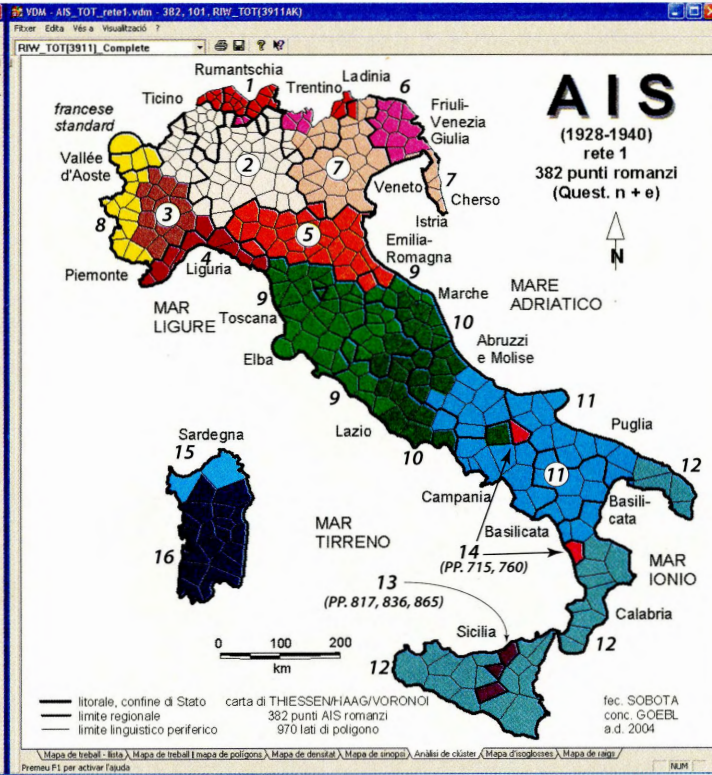 VDM - AIS_TOT_rete1.vdm - 382, 101, RIW_TOT(3911AK)
Fitxer Edita Vés a Visualització ?
RIW_TOT[3911]_Complete
AIS
(1928-1940)
rete 1
382 punti romanzi
(Quest. n + e)
N
Rumantschia
1
Ticino
Trentino
Ladinia
6
francese
standard
Friuli-
Venezia
Giulia
Vallée
d'Aoste
2
7
Veneto
7
Cherso
Istria
3
8
5
Emilia-
Romagna
4
Liguria
Piemonte
9
Marche
MARE
ADRIATICO
MAR
LIGURE
9
Toscana
10
Abruzzi
e Molise
Elba
9
Lazio
10
11
Puglia
Sardegna
15
12
11
Campania
Basili-
cata
MAR
TIRRENO
Basilicata
16
14
(PP. 715, 760)
MAR
IONIO
13
(PP. 817, 836, 865)
Calabria
Sicilia
12
12
0 100 200
km
litorale, confine di Stato
limite regionale
limite linguistico periferico
carta di THIESSEN/HAAG/VORONOI
382 punti AIS romanzi
970 lati di poligono
fec. SOBOTA
conc. GOEBL
a.d. 2004
Mapa de treball - llista Mapa de treball | mapa de polígons Mapa de densitat Mapa de sinopsi Anàlisi de clúster Mapa d'isoglosses Mapa de raigs
Premeu F1 per activar l'ajuda
NUM